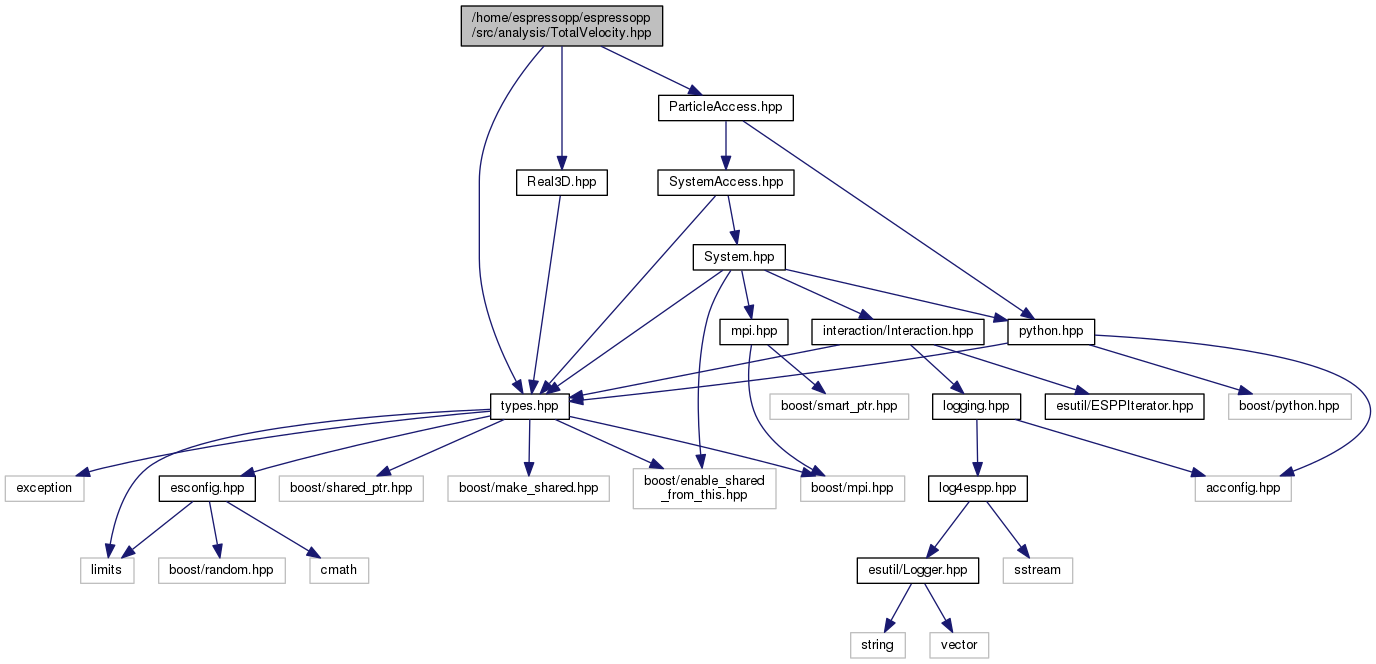 /home/espressopp/espressopp
/src/analysis/TotalVelocity.hpp
ParticleAccess.hpp
Real3D.hpp
SystemAccess.hpp
System.hpp
mpi.hpp
interaction/Interaction.hpp
python.hpp
types.hpp
boost/smart_ptr.hpp
logging.hpp
esutil/ESPPIterator.hpp
boost/python.hpp
exception
esconfig.hpp
boost/shared_ptr.hpp
boost/make_shared.hpp
boost/enable_shared
_from_this.hpp
boost/mpi.hpp
log4espp.hpp
acconfig.hpp
limits
boost/random.hpp
cmath
esutil/Logger.hpp
sstream
string
vector